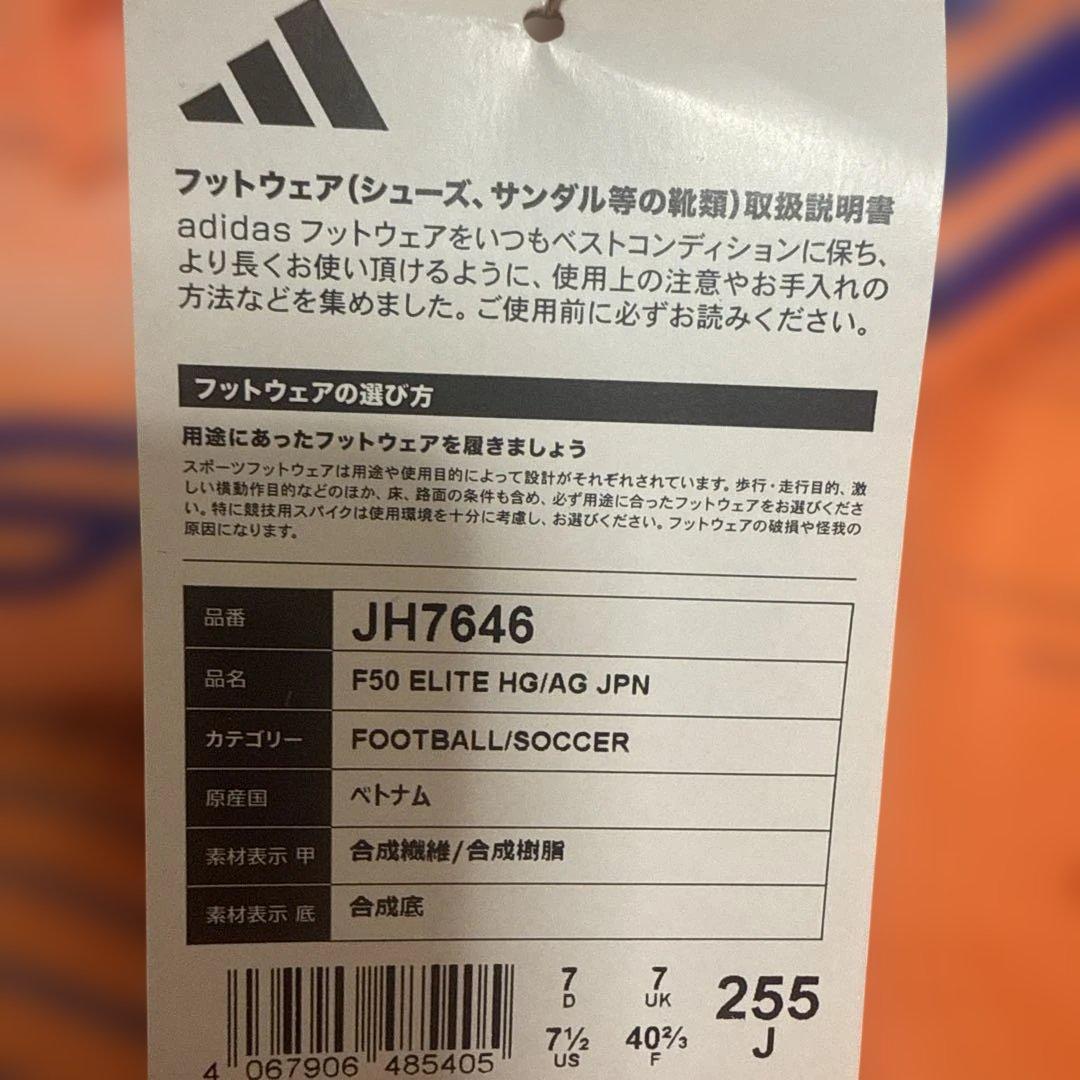 フットウェア(シューズ、サンダル等の靴類)取扱説明書
adidas フットウェアをいつもベストコンディションに保ち、
より長くお使い頂けるように、使用上の注意やお手入れの
方法などを集めました。ご使用前に必ずお読みください。
フットウェアの選び方
用途にあったフットウェアを履きましょう
スポーツフットウェアは用途や使用目的によって設計がそれぞれされています。歩行・走行目的、激
しい横動作目的などのほか、床、路面の条件も含め、必ず用途に合ったフットウェアをお選びくださ
い。特に競技用スパイクは使用環境を十分に考慮し、お選びください。フットウェアの破損や怪我の
原因になります。
品番 JH7646
品名 F50 ELITE HG/AG JPN
カテゴリー FOOTBALL/SOCCER
原産国 ベトナム
素材表示 甲 合成繊維/合成樹脂
素材表示 底 合成底
7 7 255
D UK J
7½ 40⅔
US F
4 067906 485405